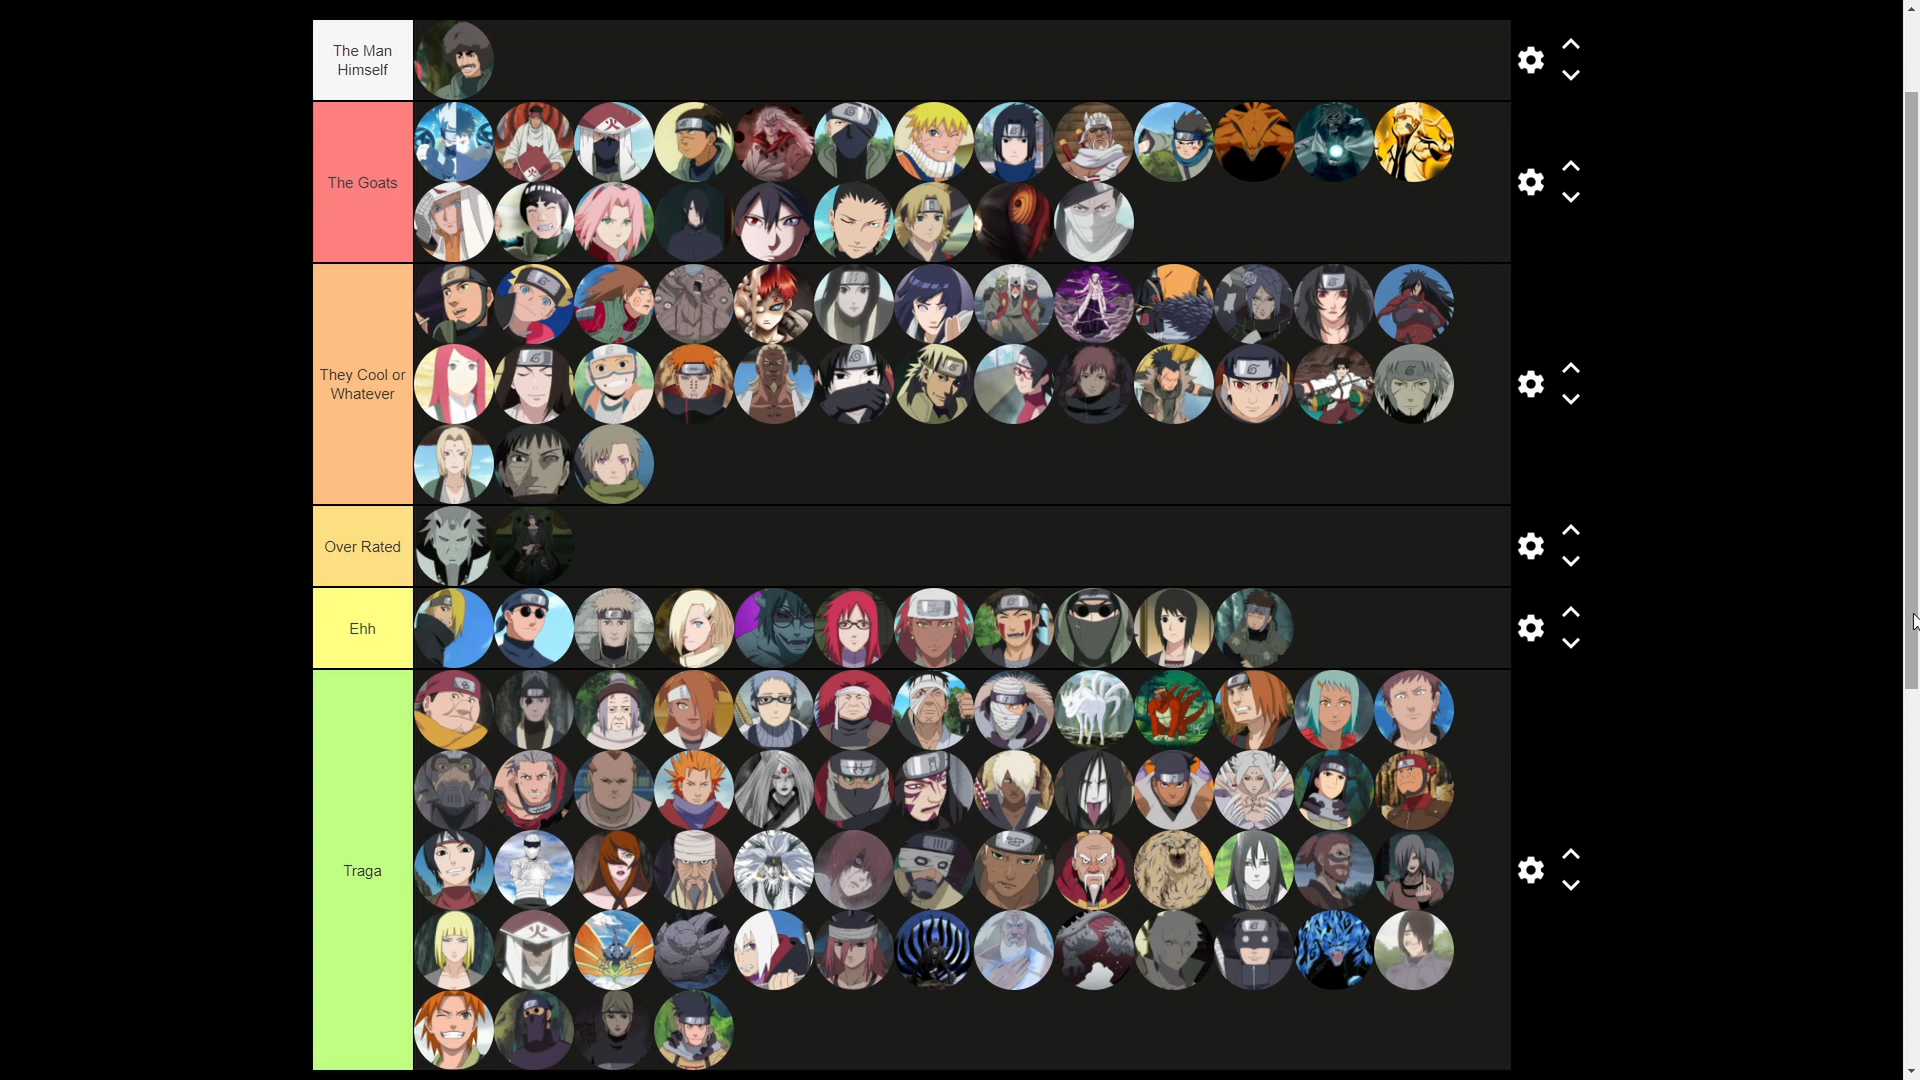 The Man
Himself
The Goats
They Cool or
Whatever
Over Rated
Ehh
Traga